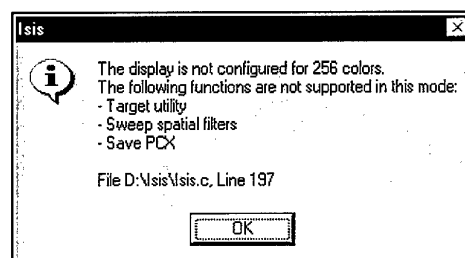 Isis
The display is not configured for 256 colors.
The following functions are not supported in this mode:
- Target utility
- Sweep spatial filters
- Save PCX
File D:\Isis\Isis.c, Line 197
OK